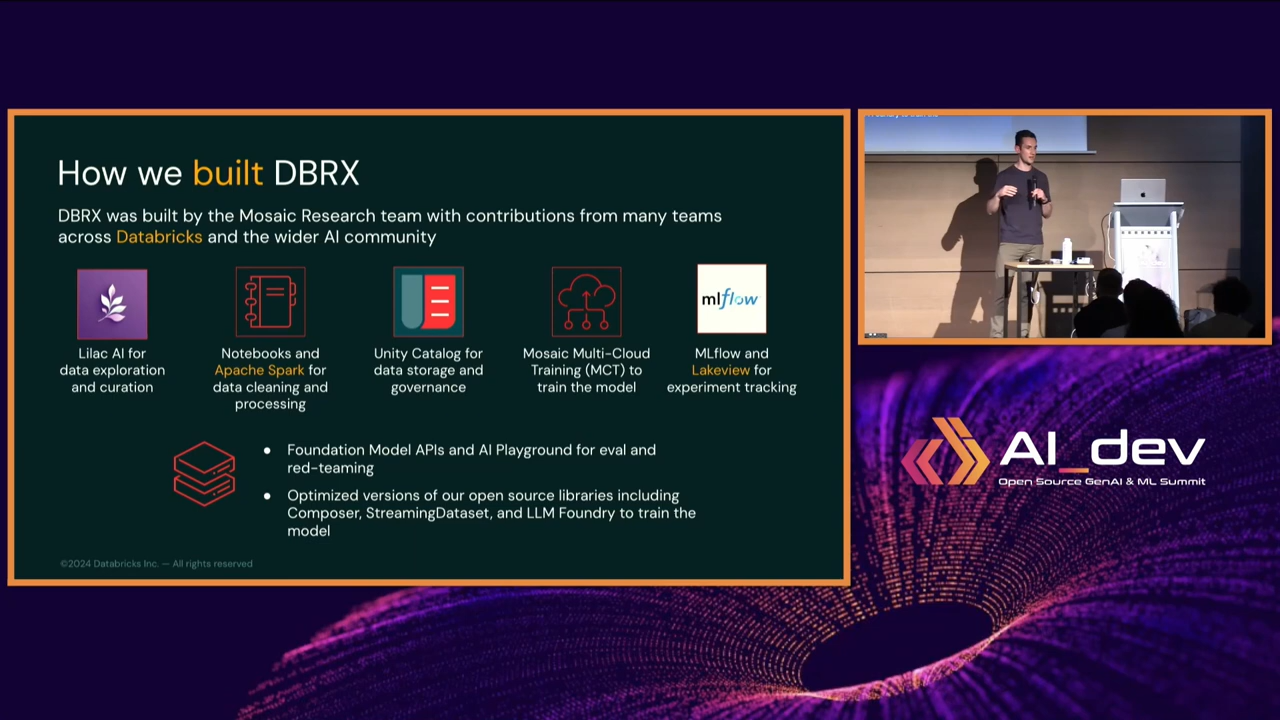 How we built DBRX
DBRX was built by the Mosaic Research team with contributions from many teams
across Databricks and the wider AI community
Lilac AI for
data exploration
and curation
Notebooks and
Apache Spark for
data cleaning and
processing
Unity Catalog for
data storage and
governance
Mosaic Multi-Cloud
Training (MCT) to
train the model
mlflow
MLflow and
Lakeview for
experiment tracking
● Foundation Model APIs and AI Playground for eval and
red-teaming
● Optimized versions of our open source libraries including
Composer, StreamingDataset, and LLM Foundry to train the
model
©2024 Databricks Inc. — All rights reserved
AI_dev
Open Source GenAI & ML Summit